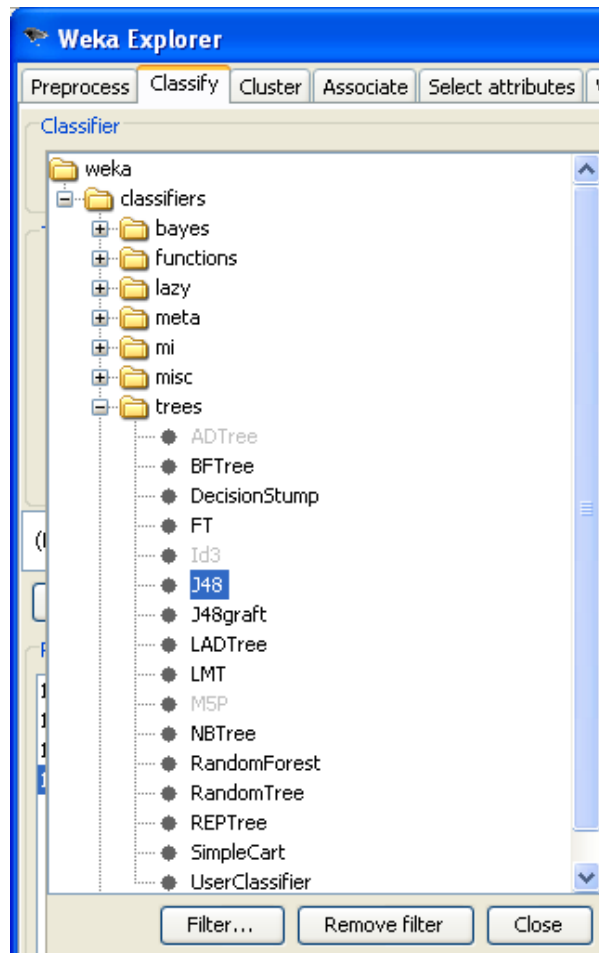 Weka Explorer
Preprocess Classify Cluster Associate Select attributes
Classifier
weka
classifiers
bayes
functions
lazy
meta
mi
misc
trees
ADTree
BFTree
DecisionStump
FT
Id3
J48
J48graft
LADTree
LMT
M5P
NBTree
RandomForest
RandomTree
REPTree
SimpleCart
UserClassifier
Filter... Remove filter Close